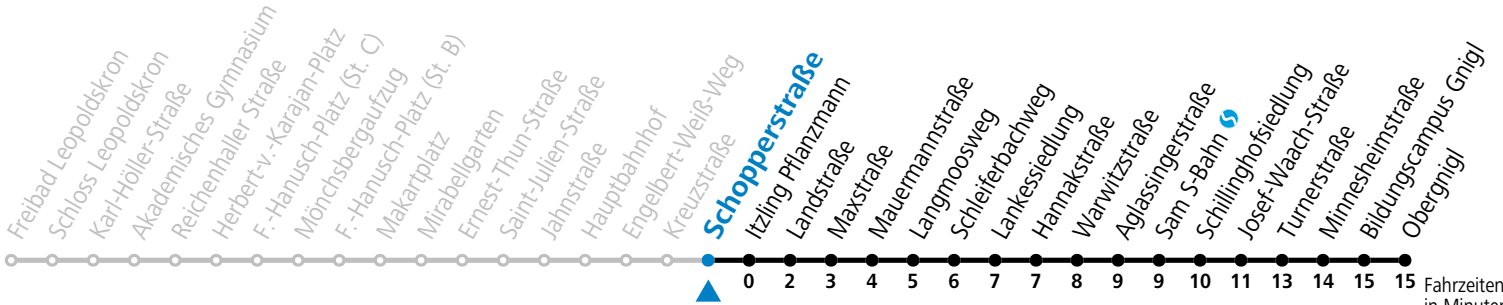 Freibad Leopoldskron
Schloss Leopoldskron
Karl-Höller-Straße
Akademisches Gymnasium
Reichenhaller Straße
Herbert-v.-Karajan-Platz
F.-Hanusch-Platz (St. C)
Mönchsbergaufzug
F.-Hanusch-Platz (St. B)
Makartplatz
Mirabellgarten
Ernest-Thun-Straße
Saint-Julien-Straße
Jahnstraße
Hauptbahnhof
Engelbert-Weiß-Weg
Kreuzstraße
Schopperstraße
Itzling Pflanzmann
Landstraße
Maxstraße
Mauermannstraße
Langmoosweg
Schleiferbachweg
Lankessiedlung
Hammakstraße
Warwitzstraße
Aglassingerstraße
Sam S-Bahn
Schillinghofsiedlung
Josef-Waach-Straße
Turnerstraße
Minnesheimstraße
Bildungscampus Gnigl
Obergnigl
0 2 3 4 5 6 7 7 8 9 9 10 11 13 14 15 15 Fahrzeiten
in Minuten